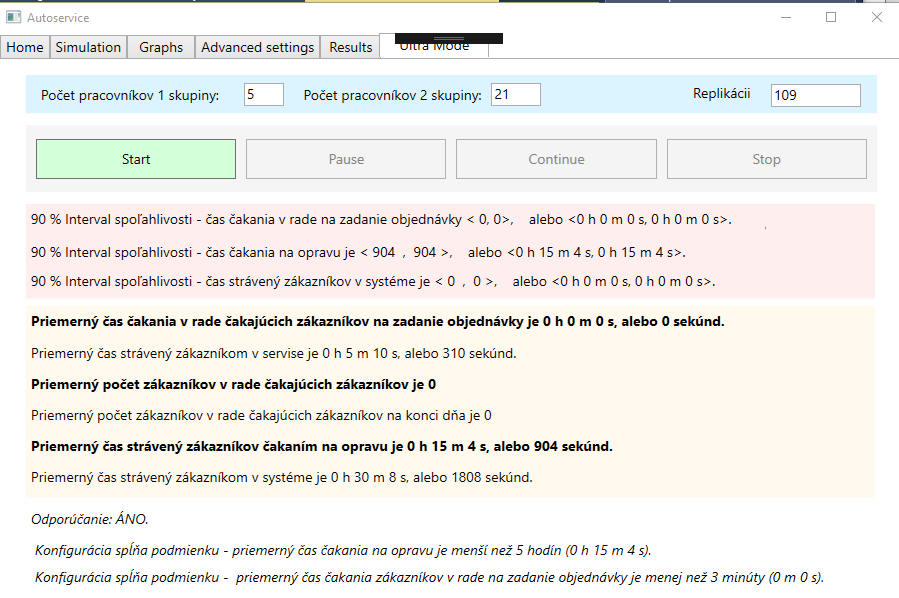 Autoservice
Home Simulation Graphs Advanced settings Results Ultra Mode
Počet pracovníkov 1 skupiny: 5 Počet pracovníkov 2 skupiny: 21 Replikácii 109
Start Pause Continue Stop
90 % Interval spoľahlivosti - čas čakania v rade na zadanie objednávky < 0, 0>, alebo <0 h 0 m 0 s, 0 h 0 m 0 s>.
90 % Interval spoľahlivosti - čas čakania na opravu je < 904 , 904 >, alebo <0 h 15 m 4 s, 0 h 15 m 4 s>.
90 % Interval spoľahlivosti - čas strávený zákazníkov v systéme je < 0 , 0 >, alebo <0 h 0 m 0 s, 0 h 0 m 0 s>.
Priemerný čas čakania v rade čakajúcich zákazníkov na zadanie objednávky je 0 h 0 m 0 s, alebo 0 sekúnd.
Priemerný čas strávený zákazníkom v servise je 0 h 5 m 10 s, alebo 310 sekúnd.
Priemerný počet zákazníkov v rade čakajúcich zákazníkov je 0
Priemerný počet zákazníkov v rade čakajúcich zákazníkov na konci dňa je 0
Priemerný čas strávený zákazníkov čakaním na opravu je 0 h 15 m 4 s, alebo 904 sekúnd.
Priemerný čas strávený zákazníkom v systéme je 0 h 30 m 8 s, alebo 1808 sekúnd.
Odporúčanie: ÁNO.
Konfigurácia spĺňa podmienku - priemerný čas čakania na opravu je menší než 5 hodín (0 h 15 m 4 s).
Konfigurácia spĺňa podmienku - priemerný čas čakania zákazníkov v rade na zadanie objednávky je menej než 3 minúty (0 m 0 s).